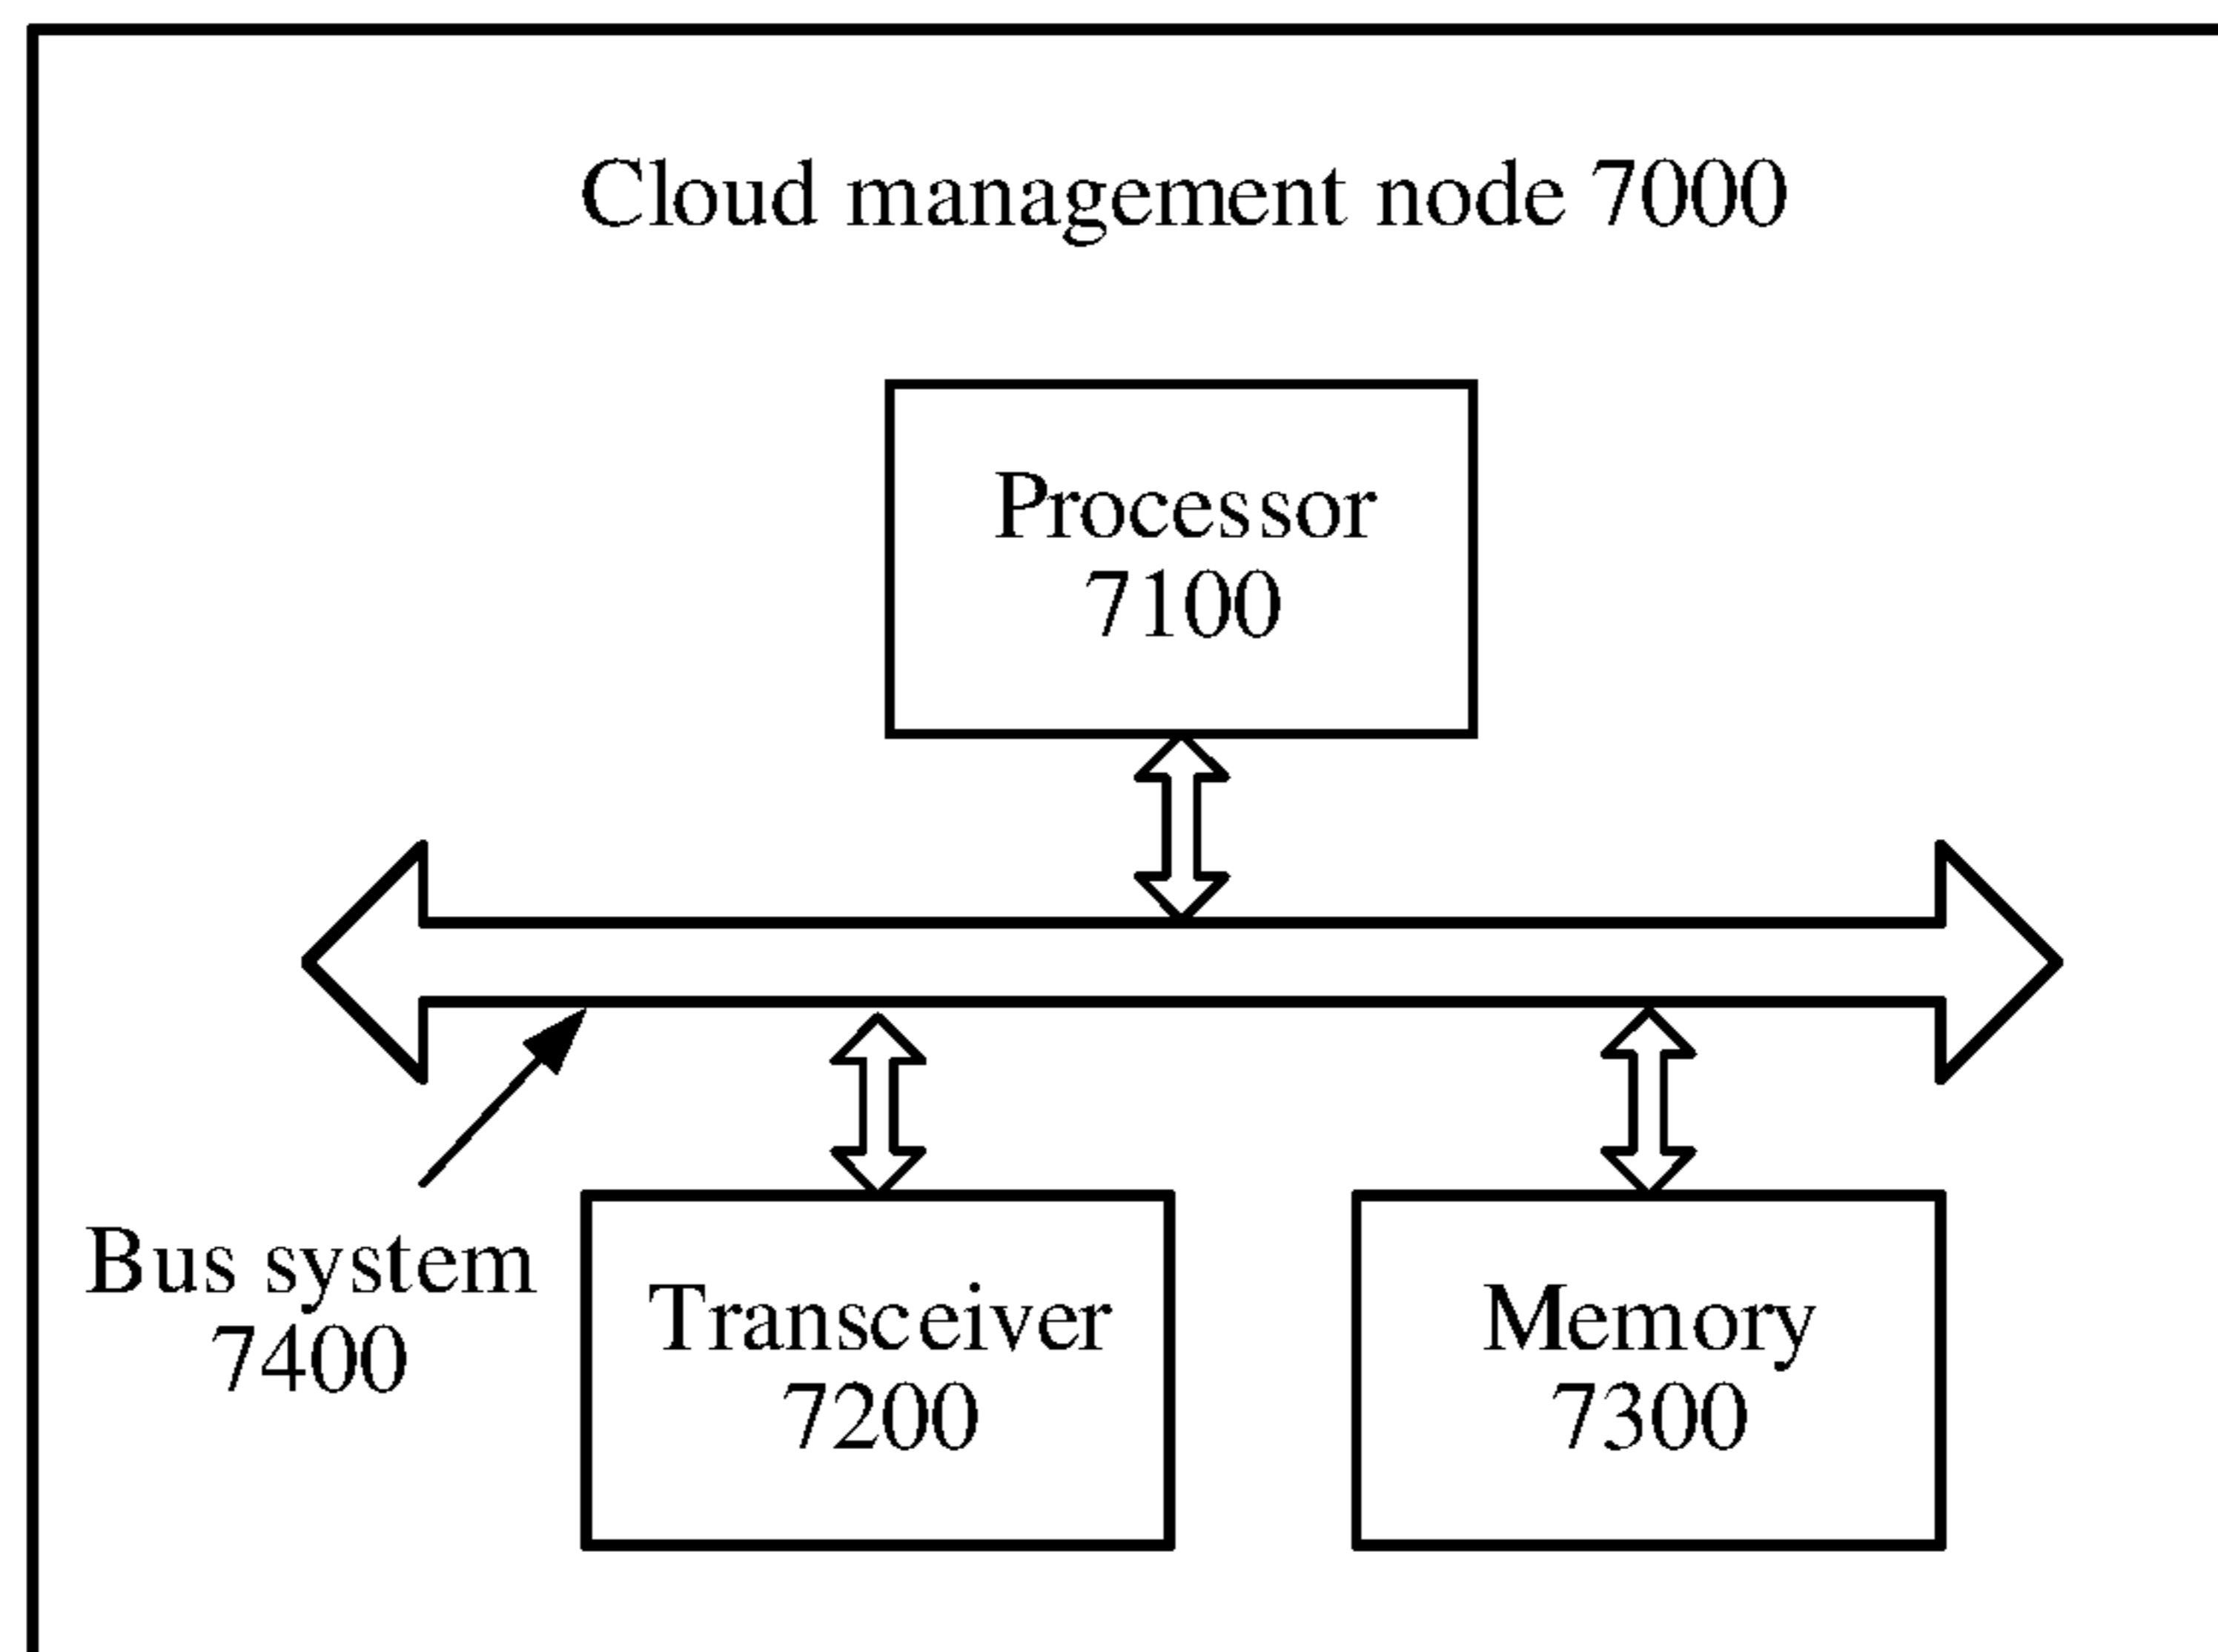 Cloud management node 7000
Processor
7100
Bus system
7400
Transceiver
7200
Memory
7300